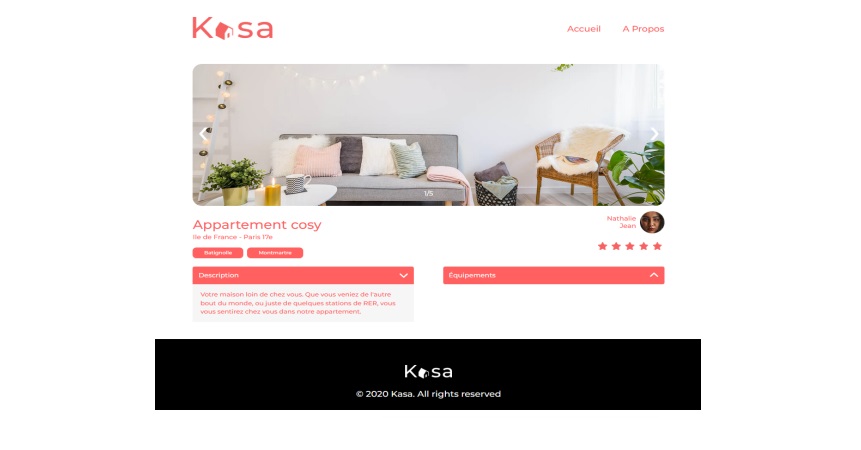 Kasa
Accueil
A Propos
1/5
Appartement cosy
Ile de France - Paris 17e
Nathalie
Jean
Batignolle
Montmartre
Description
Votre maison loin de chez vous. Que vous veniez de l'autre
bout du monde, ou juste de quelques stations de RER, vous
vous sentirez chez vous dans notre appartement.
Équipements
Kasa
© 2020 Kasa. All rights reserved